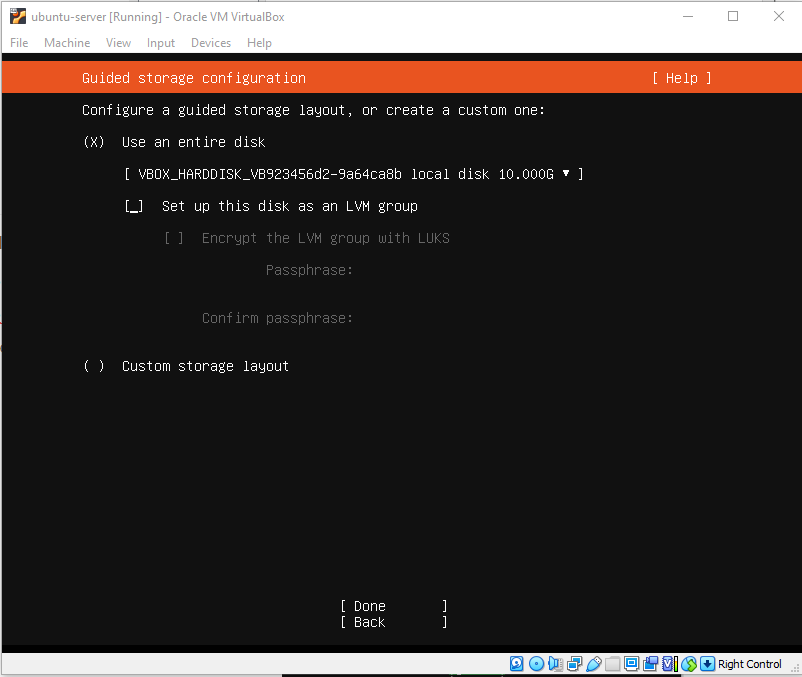 ubuntu-server [Running] - Oracle VM VirtualBox
File Machine View Input Devices Help
Guided storage configuration [ Help ]
Configure a guided storage layout, or create a custom one:
(X) Use an entire disk
[ VBOX_HARDDISK_VB923456d2-9a64ca8b local disk 10.000G ▾ ]
[_] Set up this disk as an LVM group
[ ] Encrypt the LVM group with LUKS
Passphrase:
Confirm passphrase:
( ) Custom storage layout
[ Done ]
[ Back ]
Right Control